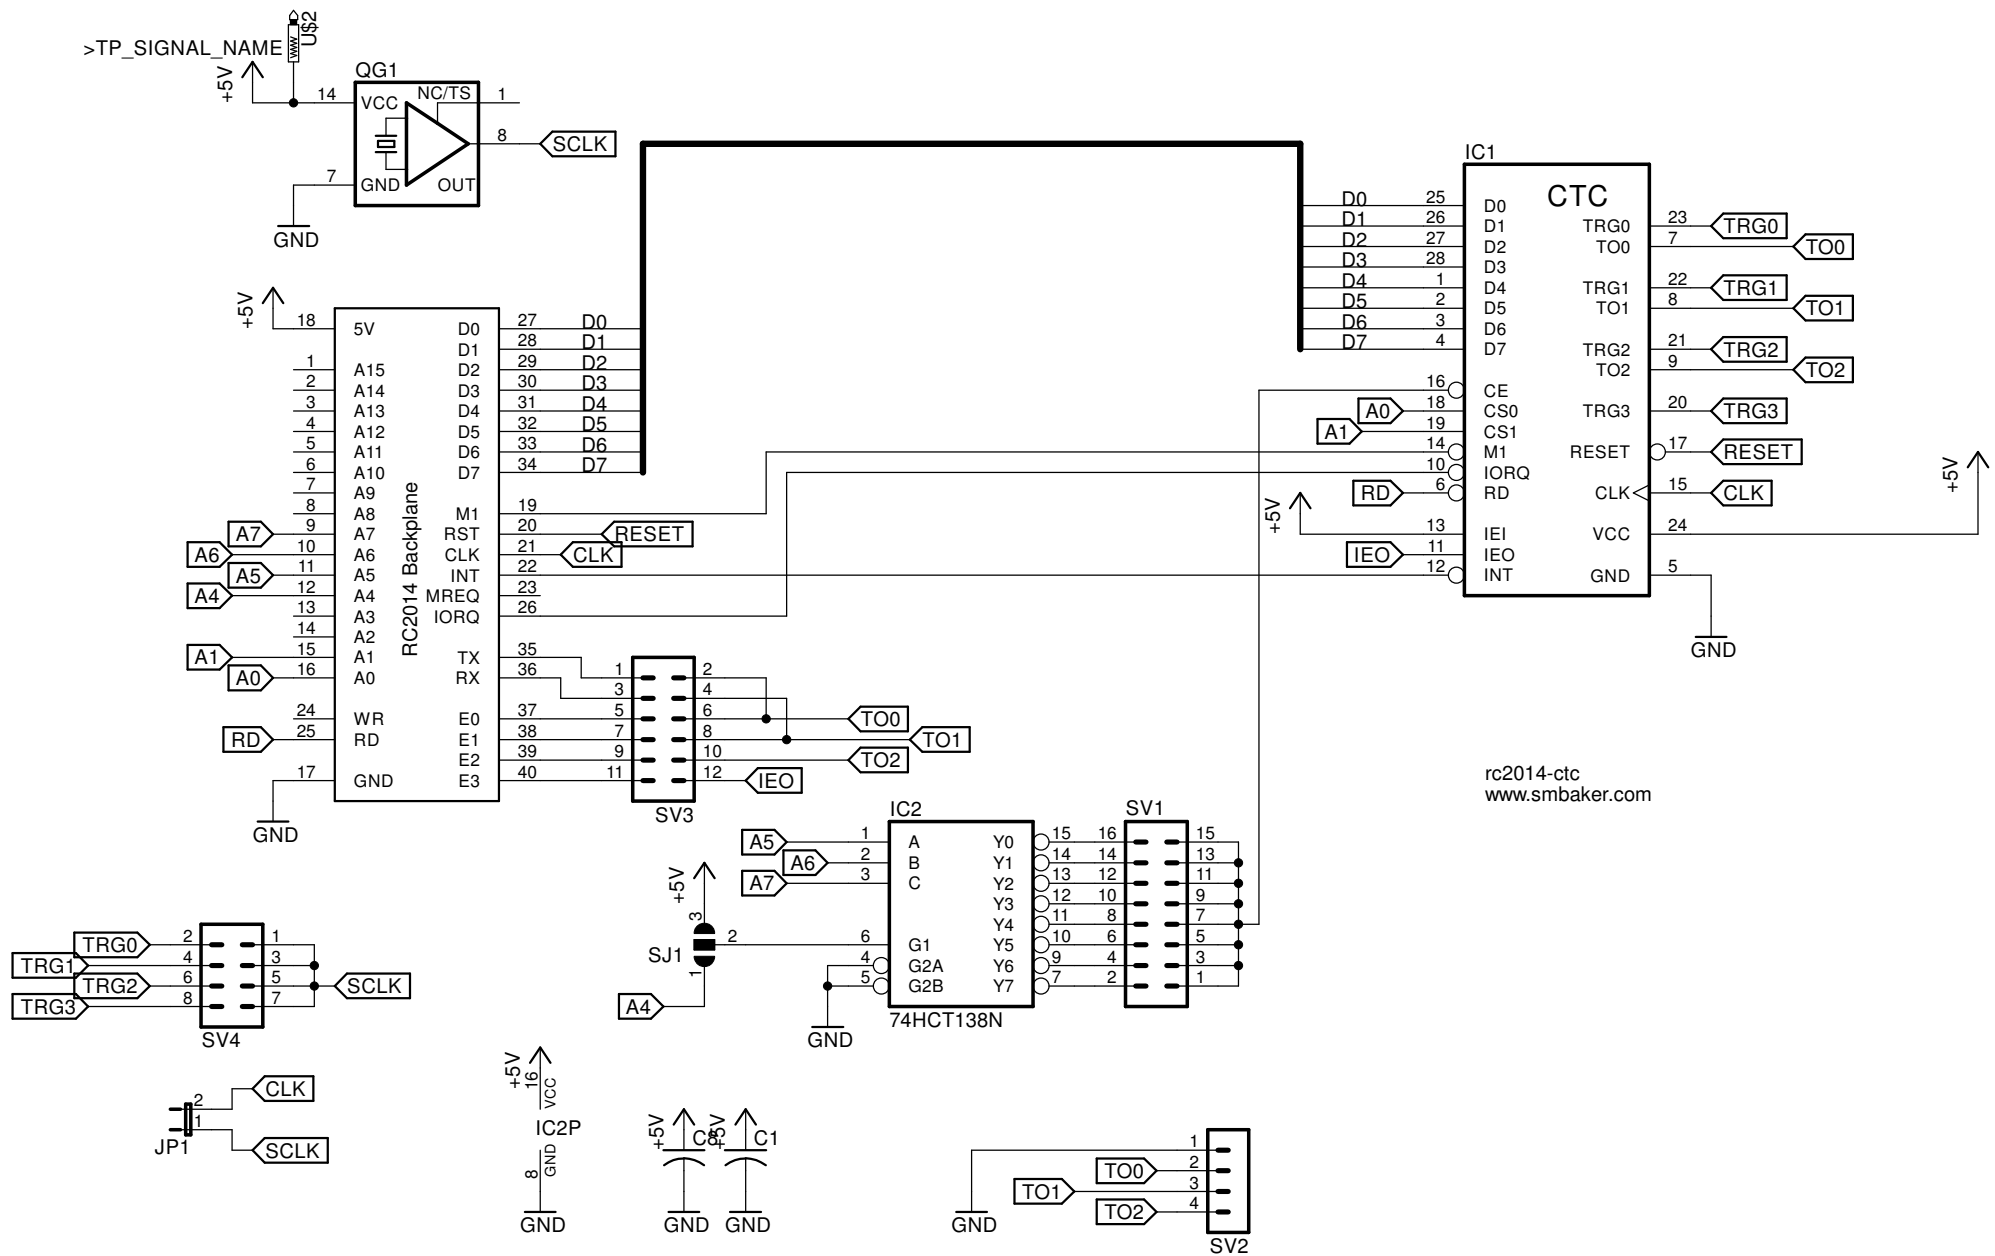 U$2
>TP_SIGNAL_NAME
+5V
QG1
14 VCC NC/TS 1
8 SCLK
7 GND OUT
GND
IC1
CTC
D0 25 D0
D1 26 D1 TRG0 23 TRG0
D2 27 D2 TO0 7 TO0
D3 28 D3
D4 1 D4 TRG1 22 TRG1
D5 2 D5 TO1 8 TO1
D6 3 D6
D7 4 D7 TRG2 21 TRG2
TO2 9 TO2
16 CE
A0 18 CS0 TRG3 20 TRG3
A1 19 CS1
14 M1 RESET 17 RESET
10 IORQ
RD 6 RD CLK 15 CLK
+5V
+5V
13 IEI VCC 24
IEO 11 IEO
12 INT GND 5
GND
+5V
RC2014 Backplane
18 5V D0 27 D0
D1 28 D1
1 A15 D2 29 D2
2 A14 D3 30 D3
3 A13 D4 31 D4
4 A12 D5 32 D5
5 A11 D6 33 D6
6 A10 D7 34 D7
7 A9
8 A8 M1 19
A7 9 A7 RST 20 RESET
A6 10 A6 CLK 21 CLK
A5 11 A5 INT 22
A4 12 A4 MREQ 23
13 A3 IORQ 26
14 A2
A1 15 A1 TX 35 1 2
A0 16 A0 RX 36 3 4
24 WR E0 37 5 6 TO0
RD 25 RD E1 38 7 8 TO1
E2 39 9 10 TO2
17 GND E3 40 11 12 IEO
GND
SV3
rc2014-ctc
www.smbaker.com
IC2
SV1
A5 1 A Y0 15 16 15
A6 2 B Y1 14 14 13
A7 3 C Y2 13 12 11
Y3 12 10 9
Y4 11 8 7
6 G1 Y5 10 6 5
4 G2A Y6 9 4 3
5 G2B Y7 7 2 1
74HCT138N
GND
+5V
3
SJ1 2
1
A4
TRG0 2 1
TRG1 4 3
TRG2 6 5 SCLK
TRG3 8 7
SV4
2 CLK
1 SCLK
JP1
+5V
16 VCC
IC2P
8 GND
GND
+5V
+5V C1
GND GND
1
TO0 2
TO1 3
TO2 4
GND
SV2